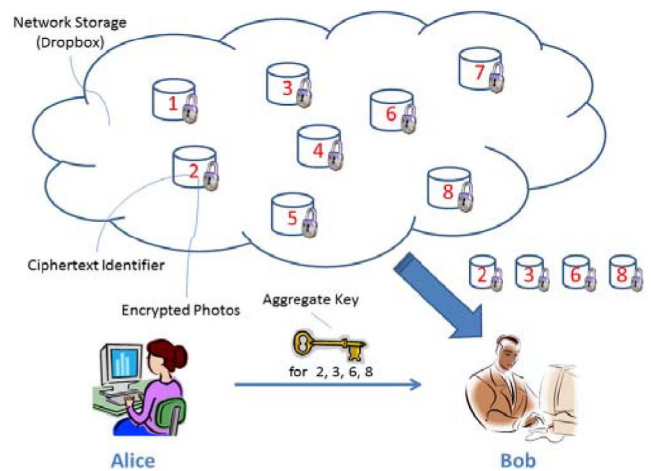 Network Storage
(Dropbox)
7
3
1
6
4
2
8
5
Ciphertext Identifier
2 3 6 8
Encrypted Photos
Aggregate Key
for 2, 3, 6, 8
Alice
Bob